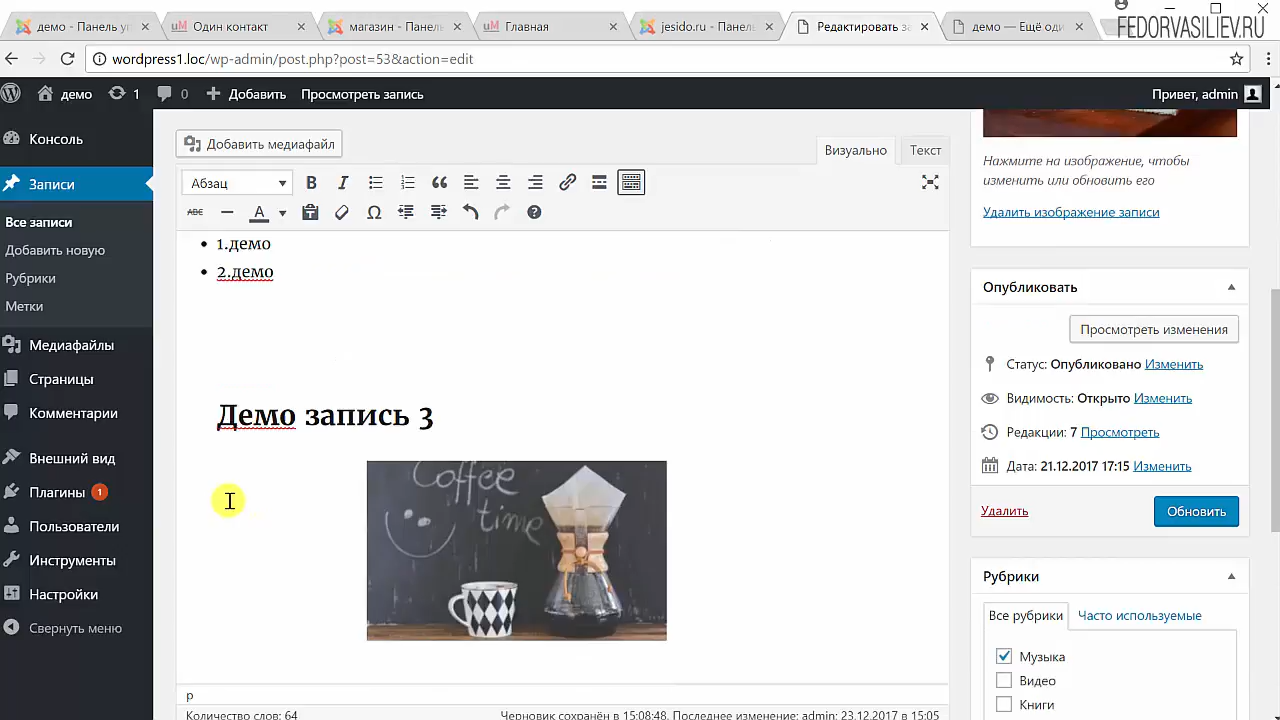 демо - Панель уп
Один контакт
магазин - Панель
Главная
jesido.ru - Панель
Редактировать за
демо — Ещё оди
FEDORVASILIEV.RU
wordpress1.loc/wp-admin/post.php?post=53&action=edit
демо
1
0
Добавить
Просмотреть запись
Привет, admin
Консоль
Записи
Все записи
Добавить новую
Рубрики
Метки
Медиафайлы
Страницы
Комментарии
Внешний вид
Плагины 1
Пользователи
Инструменты
Настройки
Свернуть меню
Добавить медиафайл
Визуально
Текст
Абзац
B I
ABC A Ω
1.демо
2.демо
Демо запись 3
Coffee
time
p
Количество слов: 64
Черновик сохранён в 15:08:48. Последнее изменение: admin; 23.12.2017 в 15:05
Нажмите на изображение, чтобы
изменить или обновить его
Удалить изображение записи
Опубликовать
Просмотреть изменения
Статус: Опубликовано Изменить
Видимость: Открыто Изменить
Редакции: 7 Просмотреть
Дата: 21.12.2017 17:15 Изменить
Удалить
Обновить
Рубрики
Все рубрики
Часто используемые
Музыка
Видео
Книги